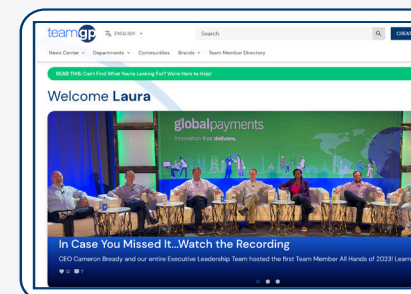 teamgp ENGLISH Search CREA
News Center Departments Communities Brands Team Member Directory
READ THIS: Can't Find What You're Looking For? We're Here to Help!
Welcome Laura
globalpayments
Innovation that delivers.
In Case You Missed It...Watch the Recording
CEO Cameron Bready and our entire Executive Leadership Team hosted the first Team Member All Hands of 2023! Learn
12 7